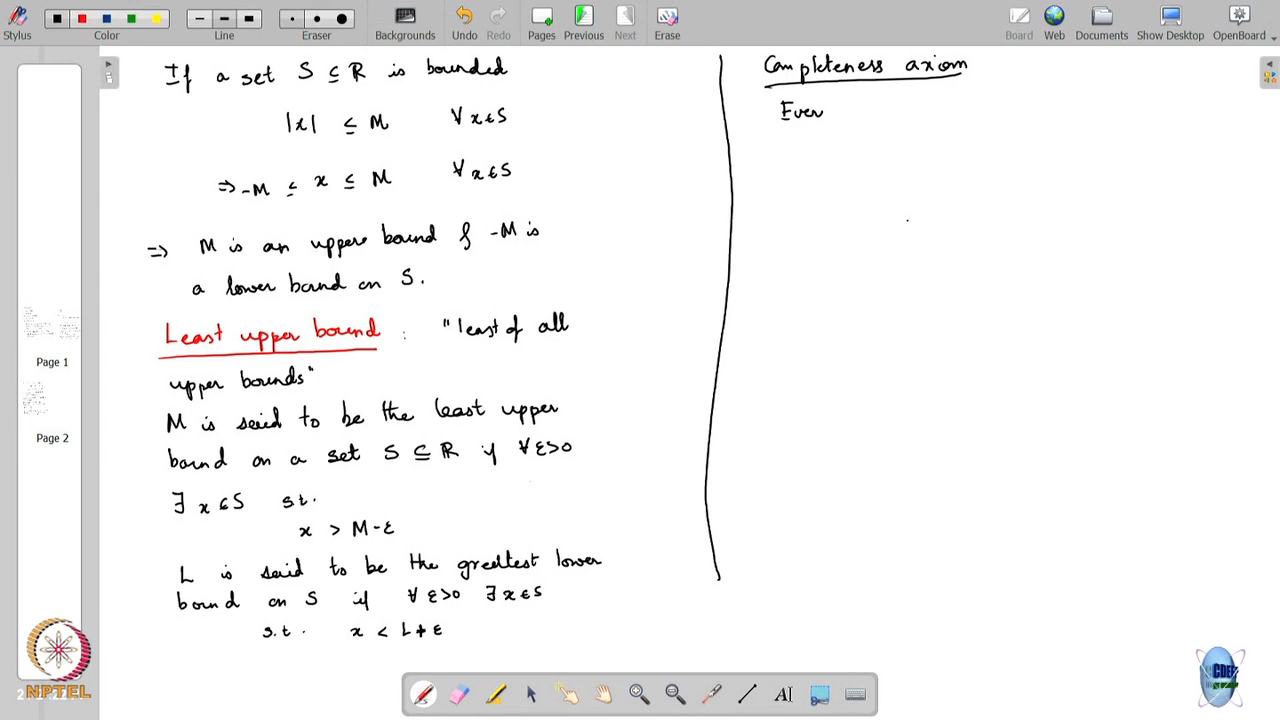 Stylus
Color
Line
Eraser
Backgrounds
Undo
Redo
Pages
Previous
Next
Erase
Board
Web
Documents
Show Desktop
OpenBoard
Page 1
Page 2
If a set S ⊆ R is bounded
|x| ≤ M ∀ x∈S
⇒ -M ≤ x ≤ M ∀ x∈S
⇒ M is an upper bound & -M is
a lower bound on S.
Least upper bound : "least of all
upper bounds"
M is said to be the least upper
bound on a set S ⊆ R if ∀ε>0
∃ x∈S s.t.
x > M-ε
L is said to be the greatest lower
bound on S if ∀ε>0 ∃x∈S
s.t. x < L+ε
Completeness axiom
Ever
NPTEL
CDEEP